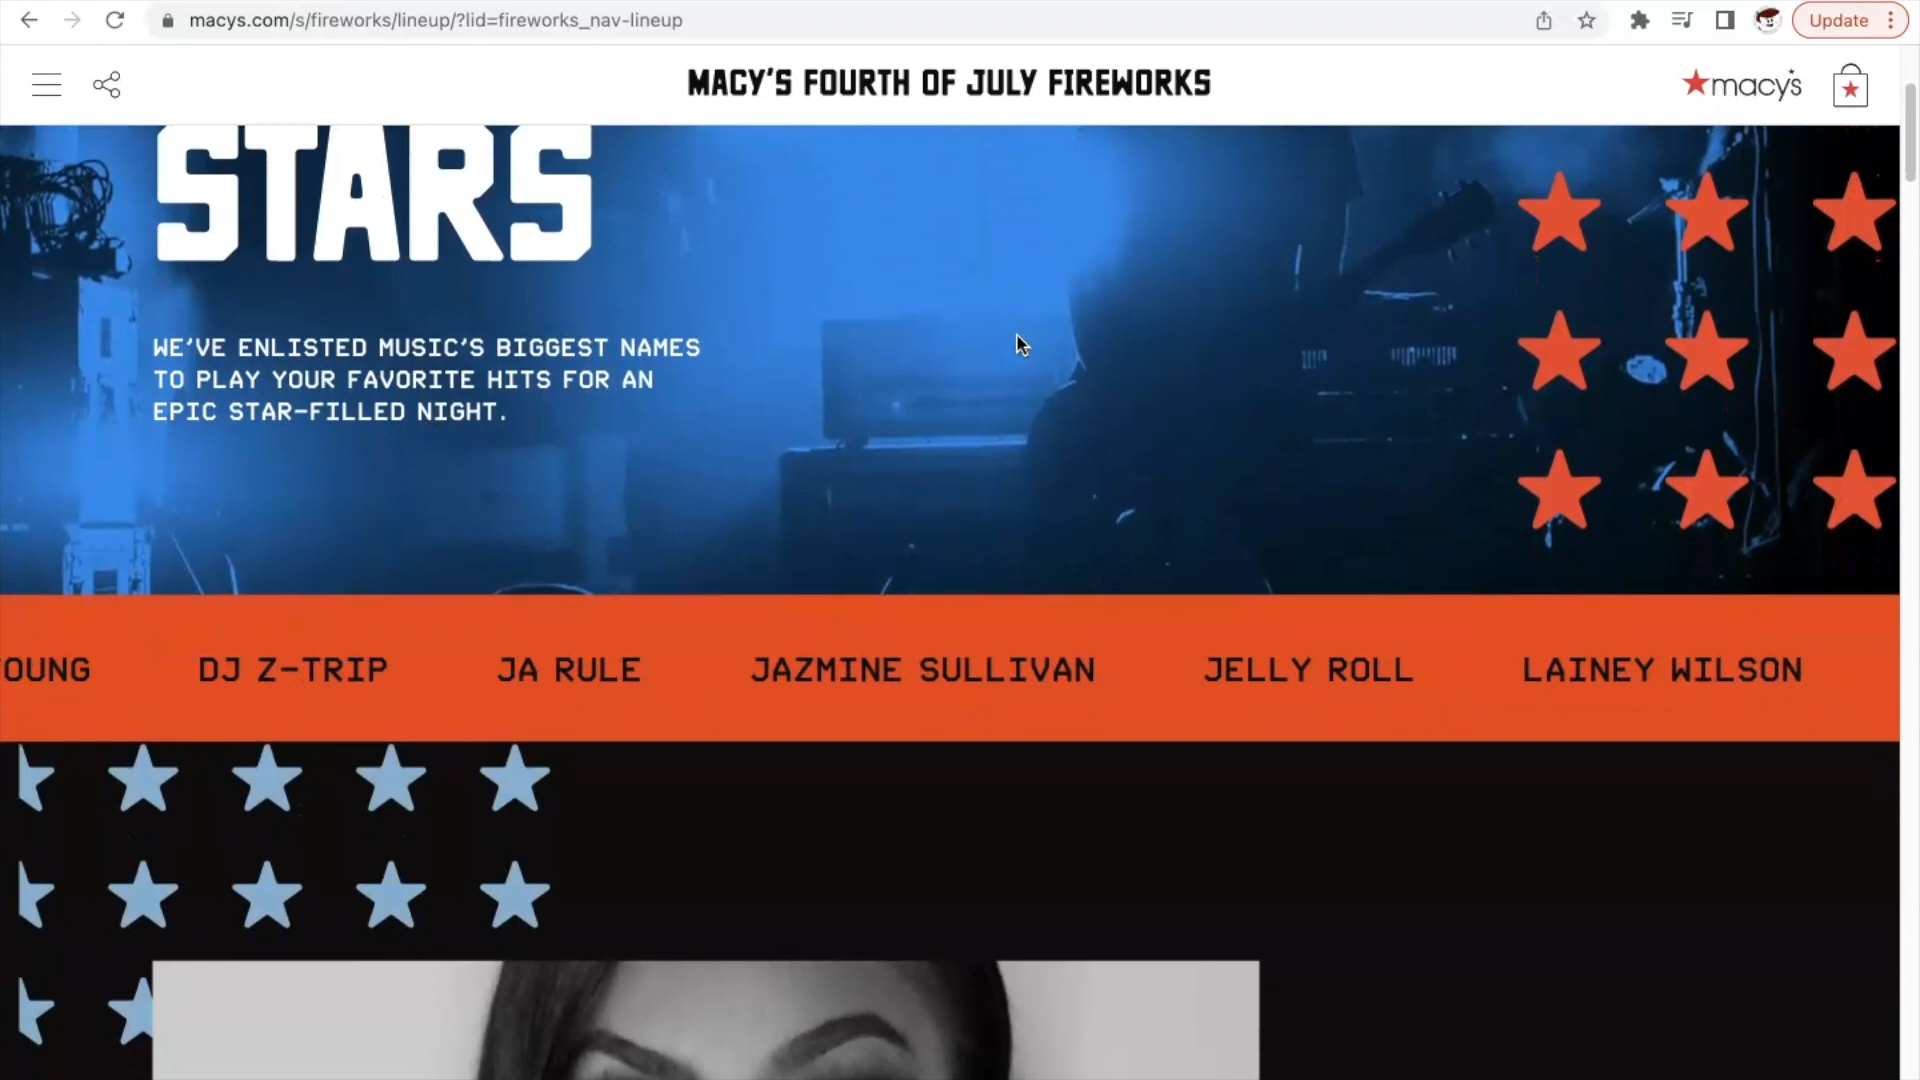 macys.com/s/fireworks/lineup/?lid=fireworks_nav-lineup
Update
MACY'S FOURTH OF JULY FIREWORKS
macy's
STARS
WE'VE ENLISTED MUSIC'S BIGGEST NAMES
TO PLAY YOUR FAVORITE HITS FOR AN
EPIC STAR-FILLED NIGHT.
OUNG DJ Z-TRIP JA RULE JAZMINE SULLIVAN JELLY ROLL LAINEY WILSON